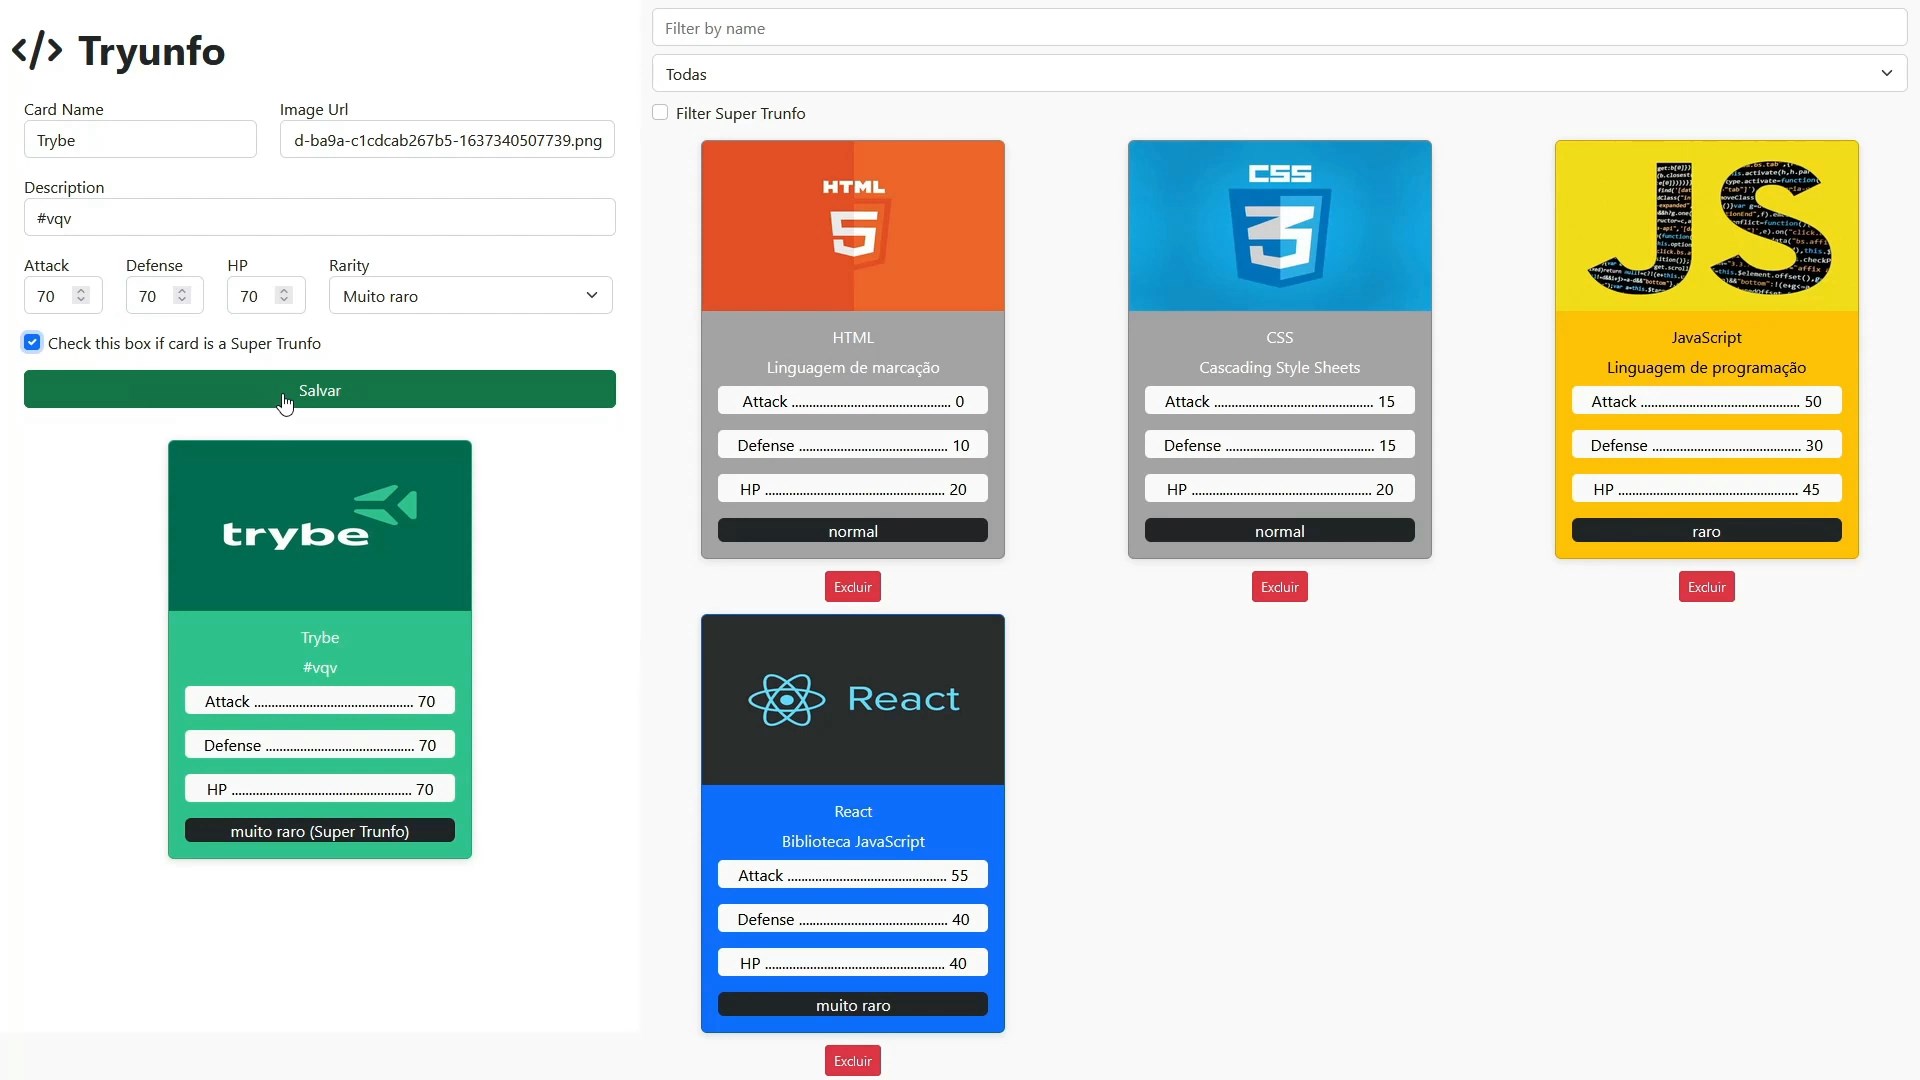 </> Tryunfo
Card Name
Image Url
Trybe
d-ba9a-c1cdcab267b5-1637340507739.png
Description
#vqv
Attack
Defense
HP
Rarity
70
70
70
Muito raro
Check this box if card is a Super Trunfo
Salvar
trybe
Trybe
#vqv
Attack ........................................... 70
Defense ........................................ 70
HP ................................................ 70
muito raro (Super Trunfo)
Filter by name
Todas
Filter Super Trunfo
HTML
5
HTML
Linguagem de marcação
Attack ........................................... 0
Defense ........................................ 10
HP ................................................ 20
normal
Excluir
CSS
3
CSS
Cascading Style Sheets
Attack ........................................... 15
Defense ........................................ 15
HP ................................................ 20
normal
Excluir
JS
JavaScript
Linguagem de programação
Attack ........................................... 50
Defense ........................................ 30
HP ................................................ 45
raro
Excluir
React
React
Biblioteca JavaScript
Attack ........................................... 55
Defense ........................................ 40
HP ................................................ 40
muito raro
Excluir